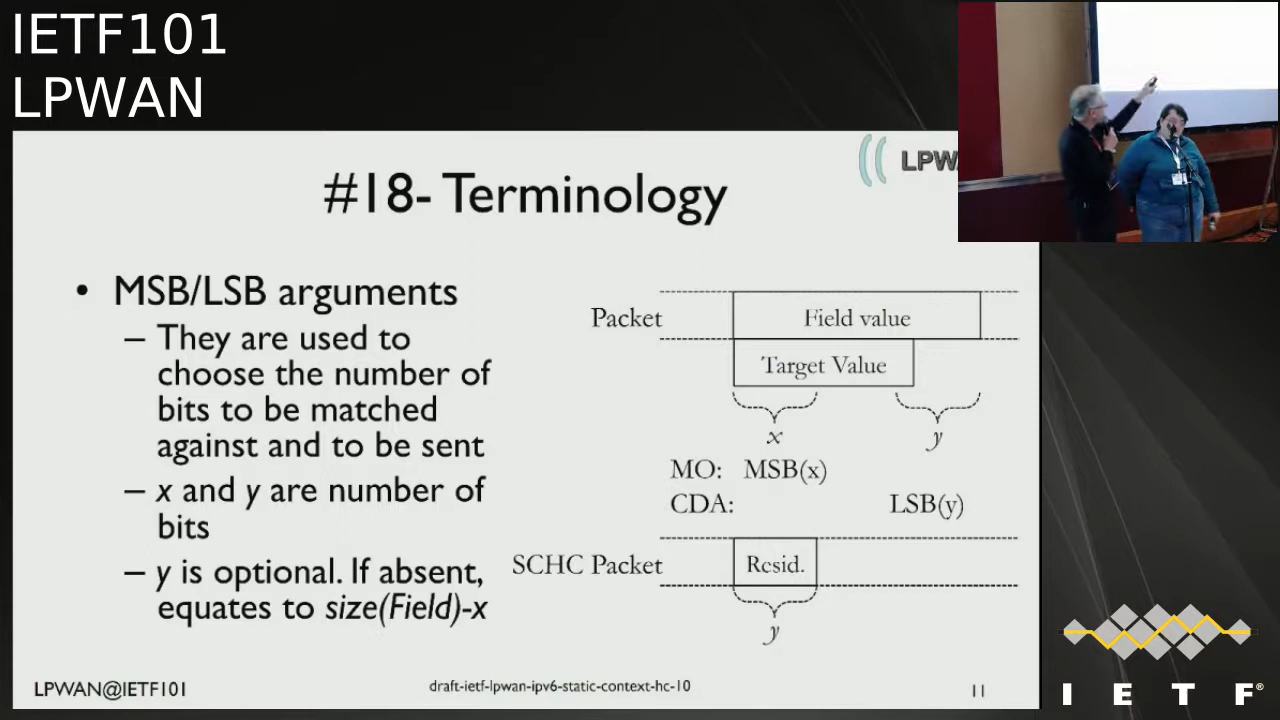 IETF101
LPWAN
LPW
#18- Terminology
• MSB/LSB arguments
– They are used to
choose the number of
bits to be matched
against and to be sent
– x and y are number of
bits
– y is optional. If absent,
equates to size(Field)-x
Packet
Field value
Target Value
x
y
MO: MSB(x)
CDA: LSB(y)
SCHC Packet
Resid.
y
LPWAN@IETF101
draft-ietf-lpwan-ipv6-static-context-hc-10
11
I E T F®